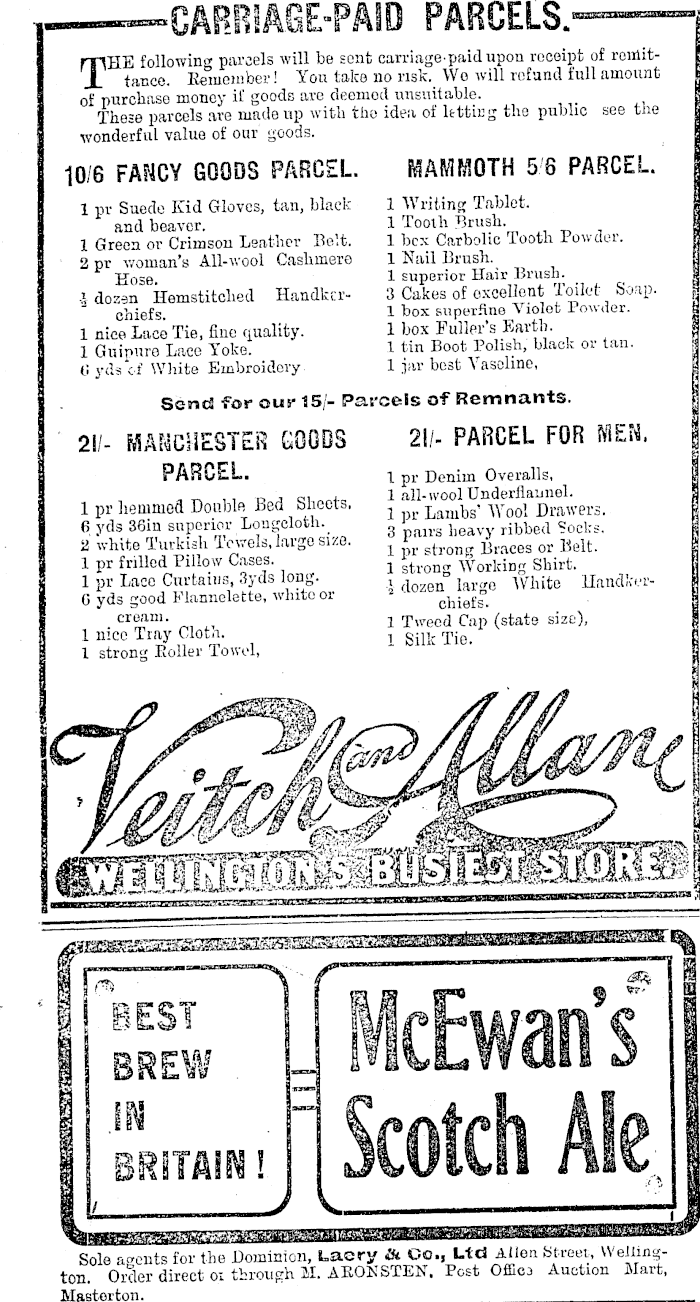 CARRIAGE-PAID PARCELS.
THE following parcels will be sent carriage-paid upon receipt of remit-
tance. Remember! You take no risk. We will refund full amount
of purchase money if goods are deemed unsuitable.
These parcels are made up with the idea of letting the public see the
wonderful value of our goods.
10/6 FANCY GOODS PARCEL.
1 pr Suede Kid Gloves, tan, black
and beaver.
1 Green or Crimson Leather Belt.
2 pr woman's All-wool Cashmere
Hose.
½ dozen Hemstitched Handker-
chiefs.
1 nice Lace Tie, fine quality.
1 Guipure Lace Yoke.
6 yds of White Embroidery
MAMMOTH 5/6 PARCEL.
1 Writing Tablet.
1 Tooth Brush.
1 box Carbolic Tooth Powder.
1 Nail Brush.
1 superior Hair Brush.
3 Cakes of excellent Toilet Soap.
1 box superfine Violet Powder.
1 box Fuller's Earth.
1 tin Boot Polish, black or tan.
1 jar best Vaseline,
Send for our 15/- Parcels of Remnants.
21/- MANCHESTER GOODS
PARCEL.
1 pr hemmed Double Bed Sheets.
6 yds 36in superior Longcloth.
2 white Turkish Towels, large size.
1 pr frilled Pillow Cases.
1 pr Lace Curtains, 3yds long.
6 yds good Flannelette, white or
cream.
1 nice Tray Cloth.
1 strong Roller Towel,
21/- PARCEL FOR MEN.
1 pr Denim Overalls,
1 all-wool Underflannel.
1 pr Lambs' Wool Drawers.
3 pairs heavy ribbed Socks.
1 pr strong Braces or Belt.
1 strong Working Shirt.
½ dozen large White Handker-
chiefs.
1 Tweed Cap (state size),
1 Silk Tie.
Veitch and Allan
WELLINGTON'S BUSIEST STORE.
BEST
BREW
IN
BRITAIN!
McEwan's
Scotch Ale
Sole agents for the Dominion, Laery & Co., Ltd Allen Street, Welling-
ton. Order direct or through M. ARONSTEN, Post Office Auction Mart,
Masterton.